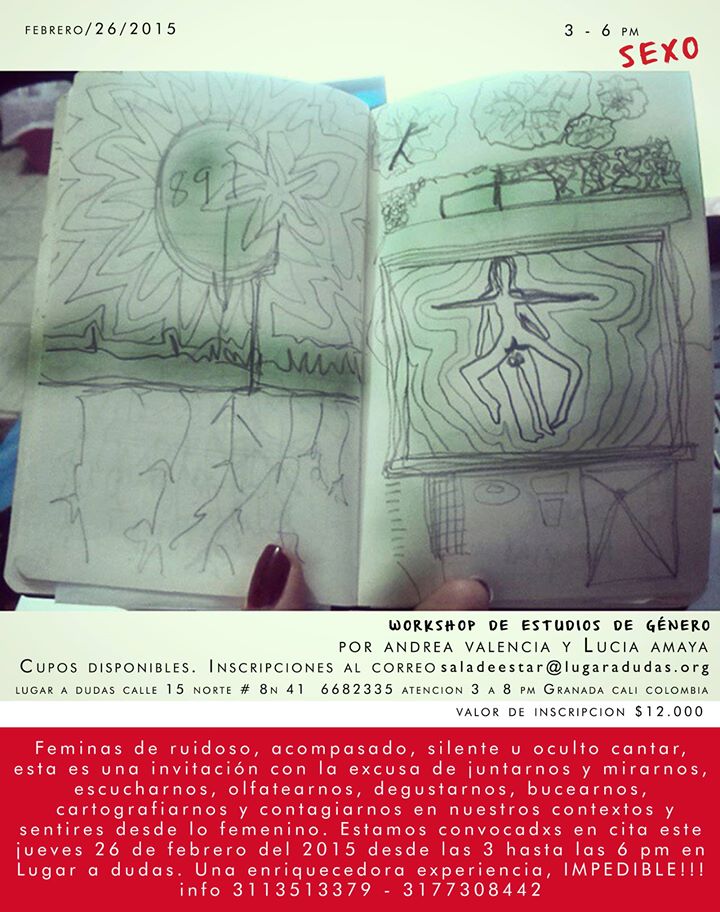 FEBRERO/26/2015
3 - 6 PM
SEXO
891
WORKSHOP DE ESTUDIOS DE GÉNERO
POR ANDREA VALENCIA Y LUCIA AMAYA
CUPOS DISPONIBLES. INSCRIPCIONES AL CORREO saladeestar@lugaradudas.org
LUGAR A DUDAS CALLE 15 NORTE # 8N 41 6682335 ATENCION 3 A 8 PM GRANADA CALI COLOMBIA
VALOR DE INSCRIPCION $12.000
Feminas de ruidoso, acompasado, silente u oculto cantar,
esta es una invitación con la excusa de juntarnos y mirarnos,
escucharnos, olfatearnos, degustarnos, bucearnos,
cartografiarnos y contagiarnos en nuestros contextos y
sentires desde lo femenino. Estamos convocadxs en cita este
jueves 26 de febrero del 2015 desde las 3 hasta las 6 pm en
Lugar a dudas. Una enriquecedora experiencia, IMPEDIBLE!!!
info 3113513379 - 3177308442